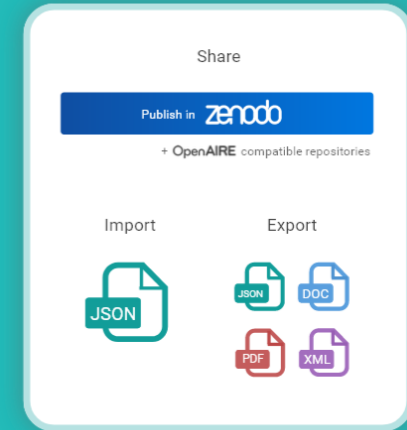 Share
Publish in zenodo
+ OpenAIRE compatible repositories
Import Export
JSON DOC
JSON
PDF XML